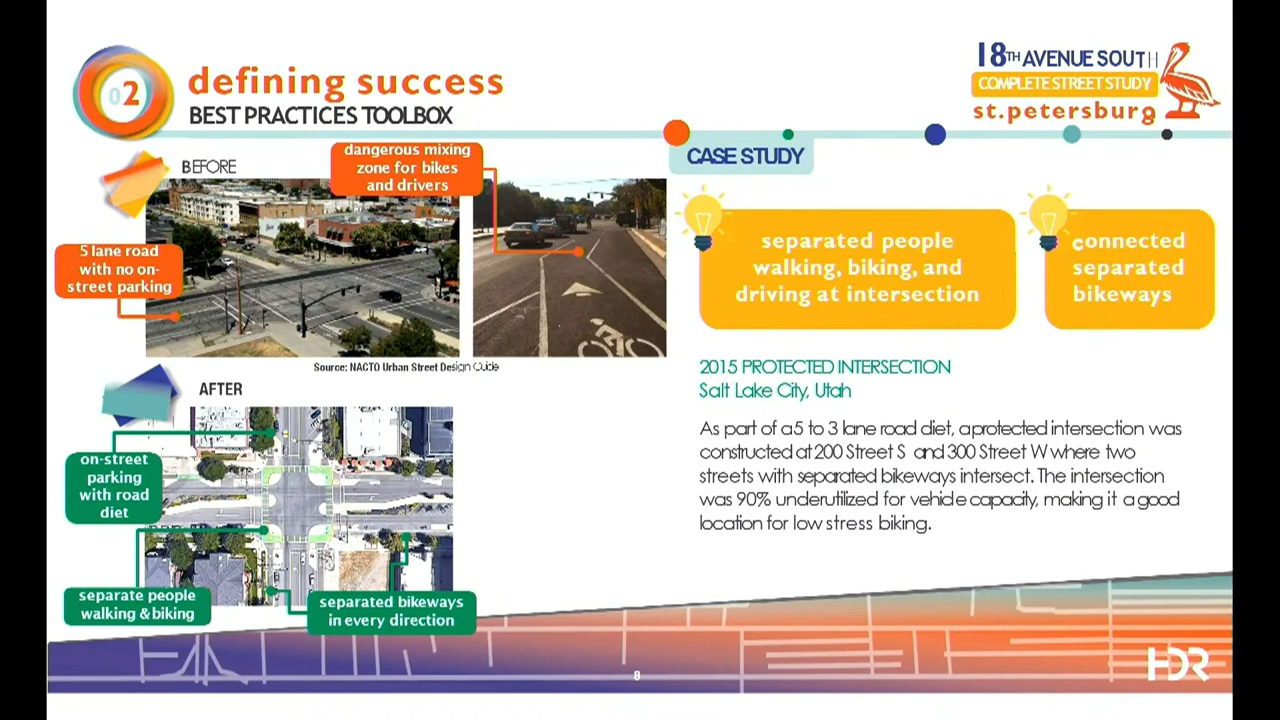 02
defining success
BEST PRACTICES TOOLBOX
18TH AVENUE SOUTH
COMPLETE STREET STUDY
st.petersburg
CASE STUDY
BEFORE
dangerous mixing
zone for bikes
and drivers
5 lane road
with no on-
street parking
Source: NACTO Urban Street Design Guide
AFTER
on-street
parking
with road
diet
separate people
walking & biking
separated bikeways
in every direction
separated people
walking, biking, and
driving at intersection
connected
separated
bikeways
2015 PROTECTED INTERSECTION
Salt Lake City, Utah
As part of a 5 to 3 lane road diet, a protected intersection was
constructed at 200 Street S and 300 Street W where two
streets with separated bikeways intersect. The intersection
was 90% underutilized for vehicle capacity, making it a good
location for low stress biking.
8
HDR